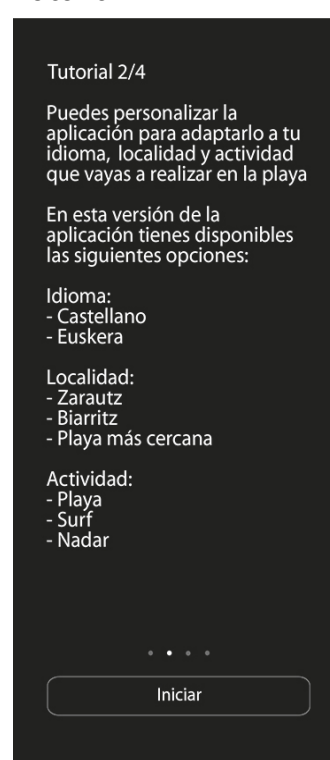 Tutorial 2/4
Puedes personalizar la
aplicación para adaptarlo a tu
idioma, localidad y actividad
que vayas a realizar en la playa
En esta versión de la
aplicación tienes disponibles
las siguientes opciones:
Idioma:
- Castellano
- Euskera
Localidad:
- Zarautz
- Biarritz
- Playa más cercana
Actividad:
- Playa
- Surf
- Nadar
Iniciar